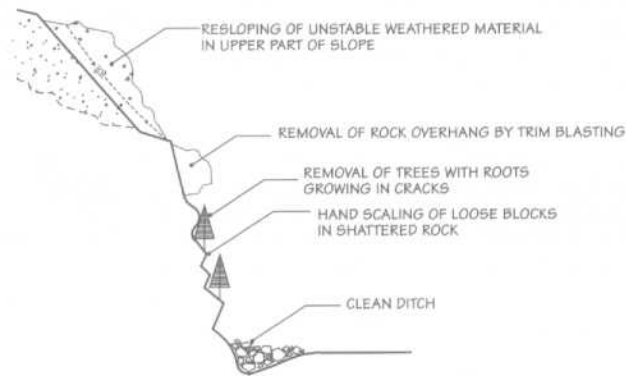 RESLOPING OF UNSTABLE WEATHERED MATERIAL
IN UPPER PART OF SLOPE
REMOVAL OF ROCK OVERHANG BY TRIM BLASTING
REMOVAL OF TREES WITH ROOTS
GROWING IN CRACKS
HAND SCALING OF LOOSE BLOCKS
IN SHATTERED ROCK
CLEAN DITCH